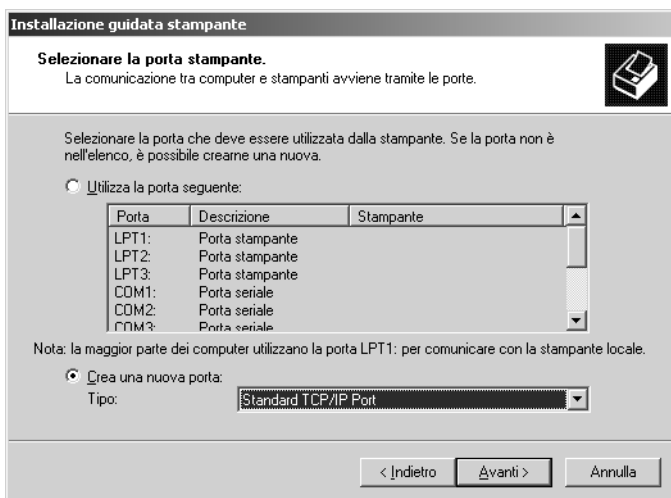 Installazione guidata stampante
Selezionare la porta stampante.
La comunicazione tra computer e stampanti avviene tramite le porte.
Selezionare la porta che deve essere utilizzata dalla stampante. Se la porta non è
nell'elenco, è possibile crearne una nuova.
Utilizza la porta seguente:
Porta Descrizione Stampante
LPT1: Porta stampante
LPT2: Porta stampante
LPT3: Porta stampante
COM1: Porta seriale
COM2: Porta seriale
COM3: Porta seriale
Nota: la maggior parte dei computer utilizzano la porta LPT1: per comunicare con la stampante locale.
Crea una nuova porta:
Tipo: Standard TCP/IP Port
< Indietro Avanti > Annulla